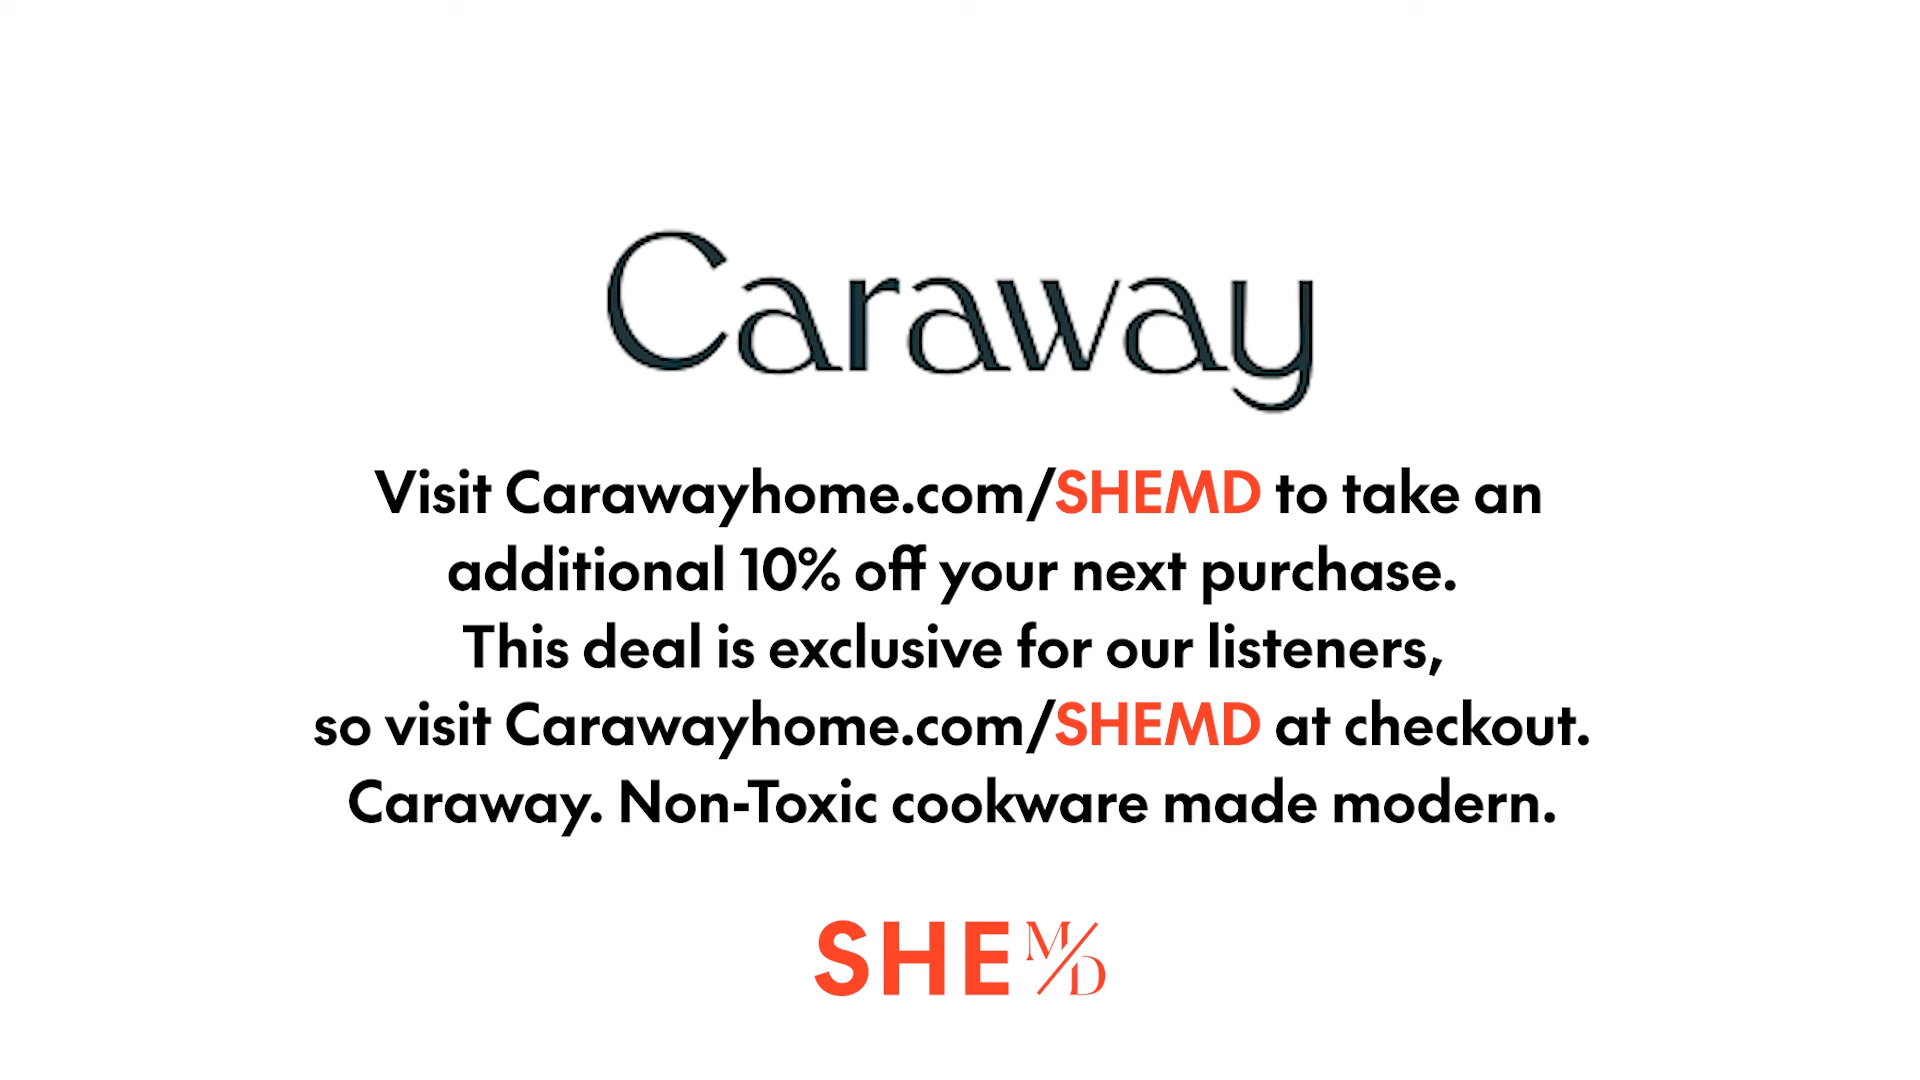 Caraway
Visit Carawayhome.com/SHEMD to take an
additional 10% off your next purchase.
This deal is exclusive for our listeners,
so visit Carawayhome.com/SHEMD at checkout.
Caraway. Non-Toxic cookware made modern.
SHE M/D